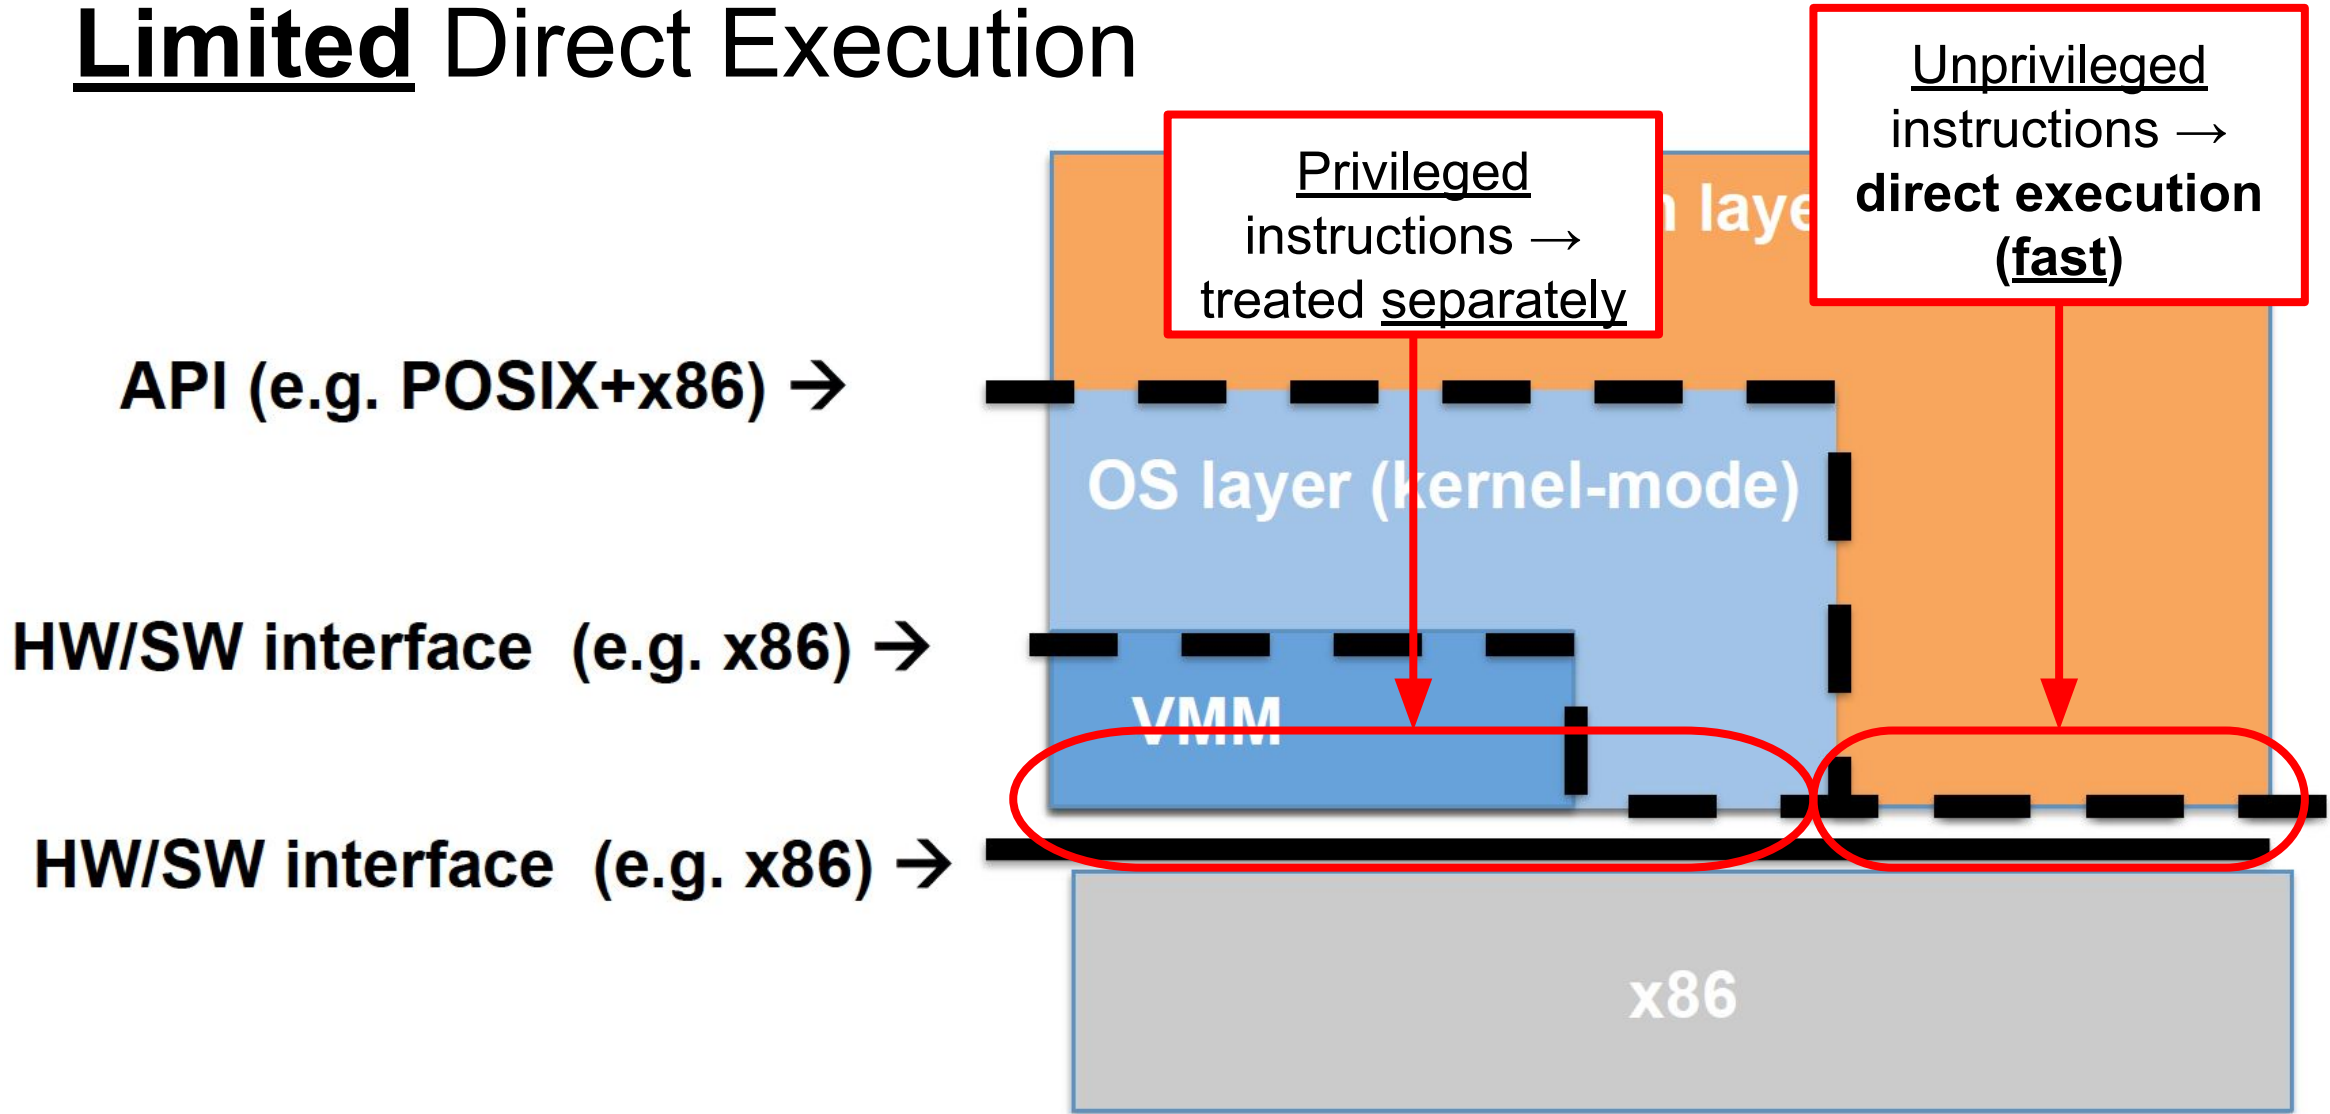 Limited Direct Execution
Unprivileged
instructions →
direct execution
(fast)
Privileged
instructions →
treated separately
laye
API (e.g. POSIX+x86) →
OS layer (kernel-mode)
HW/SW interface (e.g. x86) →
VMM
HW/SW interface (e.g. x86) →
x86